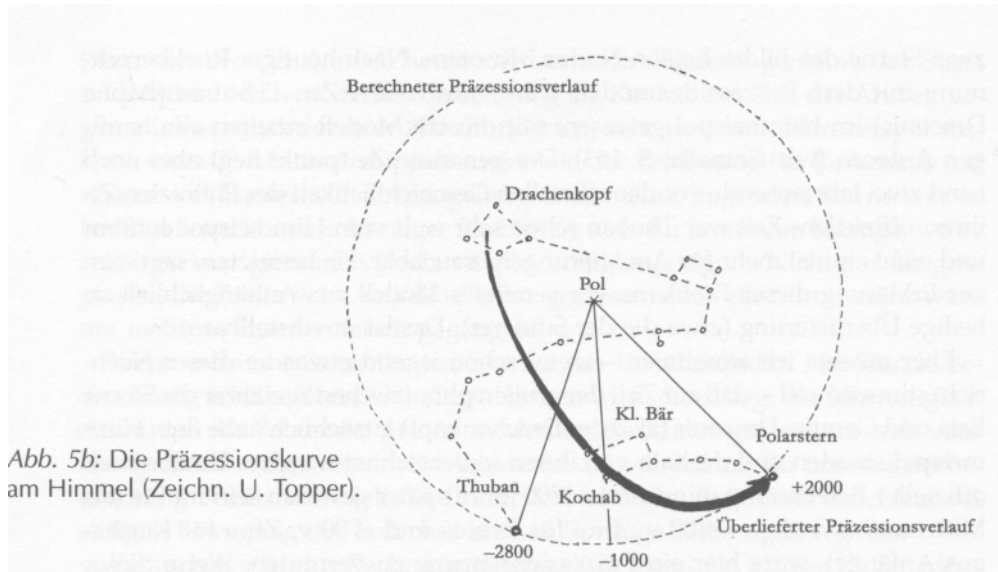 Berechneter Präzessionsverlauf
Drachenkopf
Pol
Kl. Bär
Polarstern
Abb. 5b: Die Präzessionskurve
am Himmel (Zeichn. U. Topper).
Thuban
Kochab
+2000
Überlieferter Präzessionsverlauf
−2800
−1000